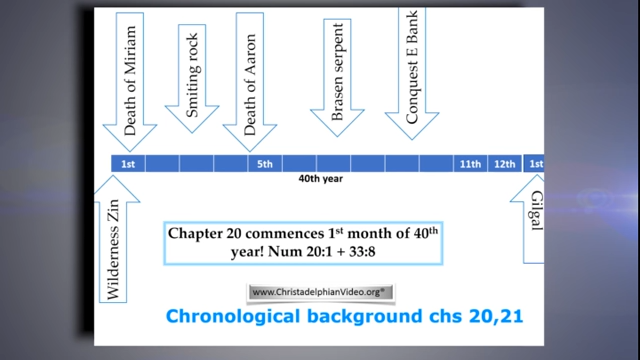 Death of Miriam
Smiting rock
Death of Aaron
Brasen serpent
Conquest E Bank
1st
5th
11th
12th
1st
40th year
Wilderness Zin
Gilgal
Chapter 20 commences 1st month of 40th
year! Num 20:1 + 33:8
www.ChristadelphianVideo.org®
Chronological background chs 20,21